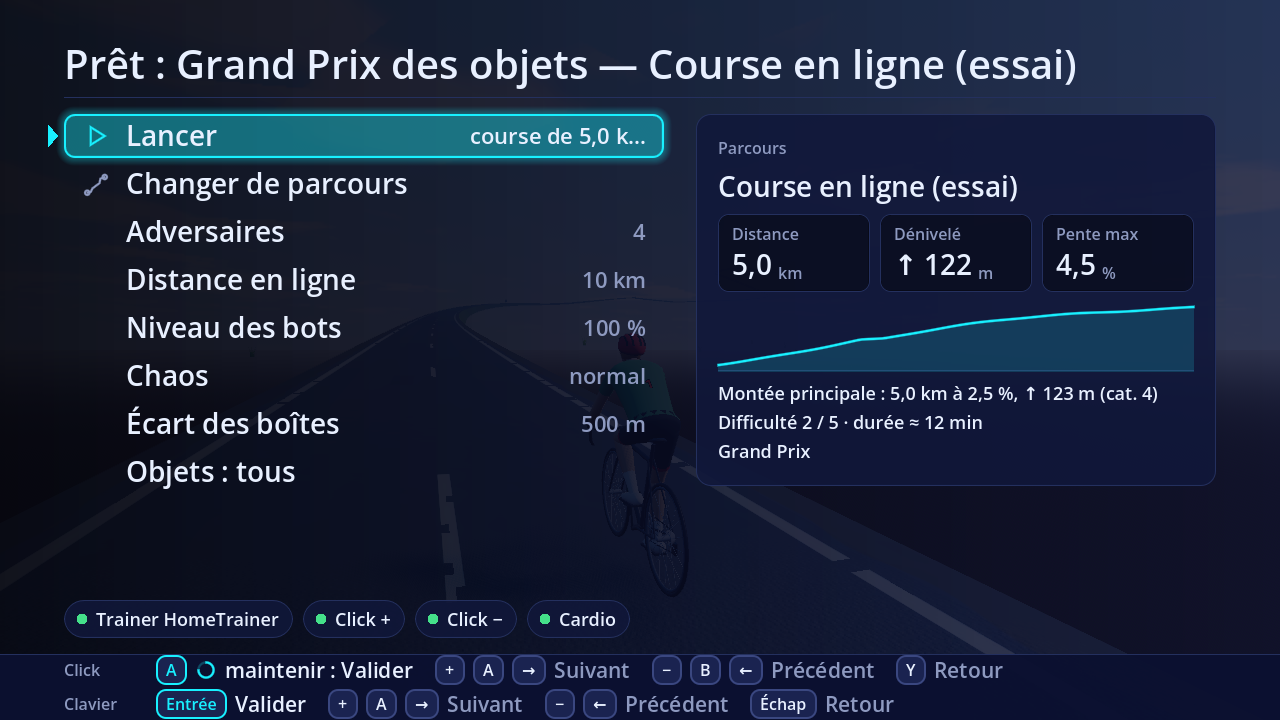 Prêt : Grand Prix des objets — Course en ligne (essai)
Lancer course de 5,0 k...
Changer de parcours
Adversaires 4
Distance en ligne 10 km
Niveau des bots 100 %
Chaos normal
Écart des boîtes 500 m
Objets : tous
Parcours
Course en ligne (essai)
Distance Dénivelé Pente max
5,0 km ↑ 122 m 4,5 %
Montée principale : 5,0 km à 2,5 %, ↑ 123 m (cat. 4)
Difficulté 2 / 5 · durée ≈ 12 min
Grand Prix
Trainer HomeTrainer Click + Click − Cardio
Click A maintenir : Valider + A → Suivant − B ← Précédent Y Retour
Clavier Entrée Valider + A → Suivant − ← Précédent Échap Retour